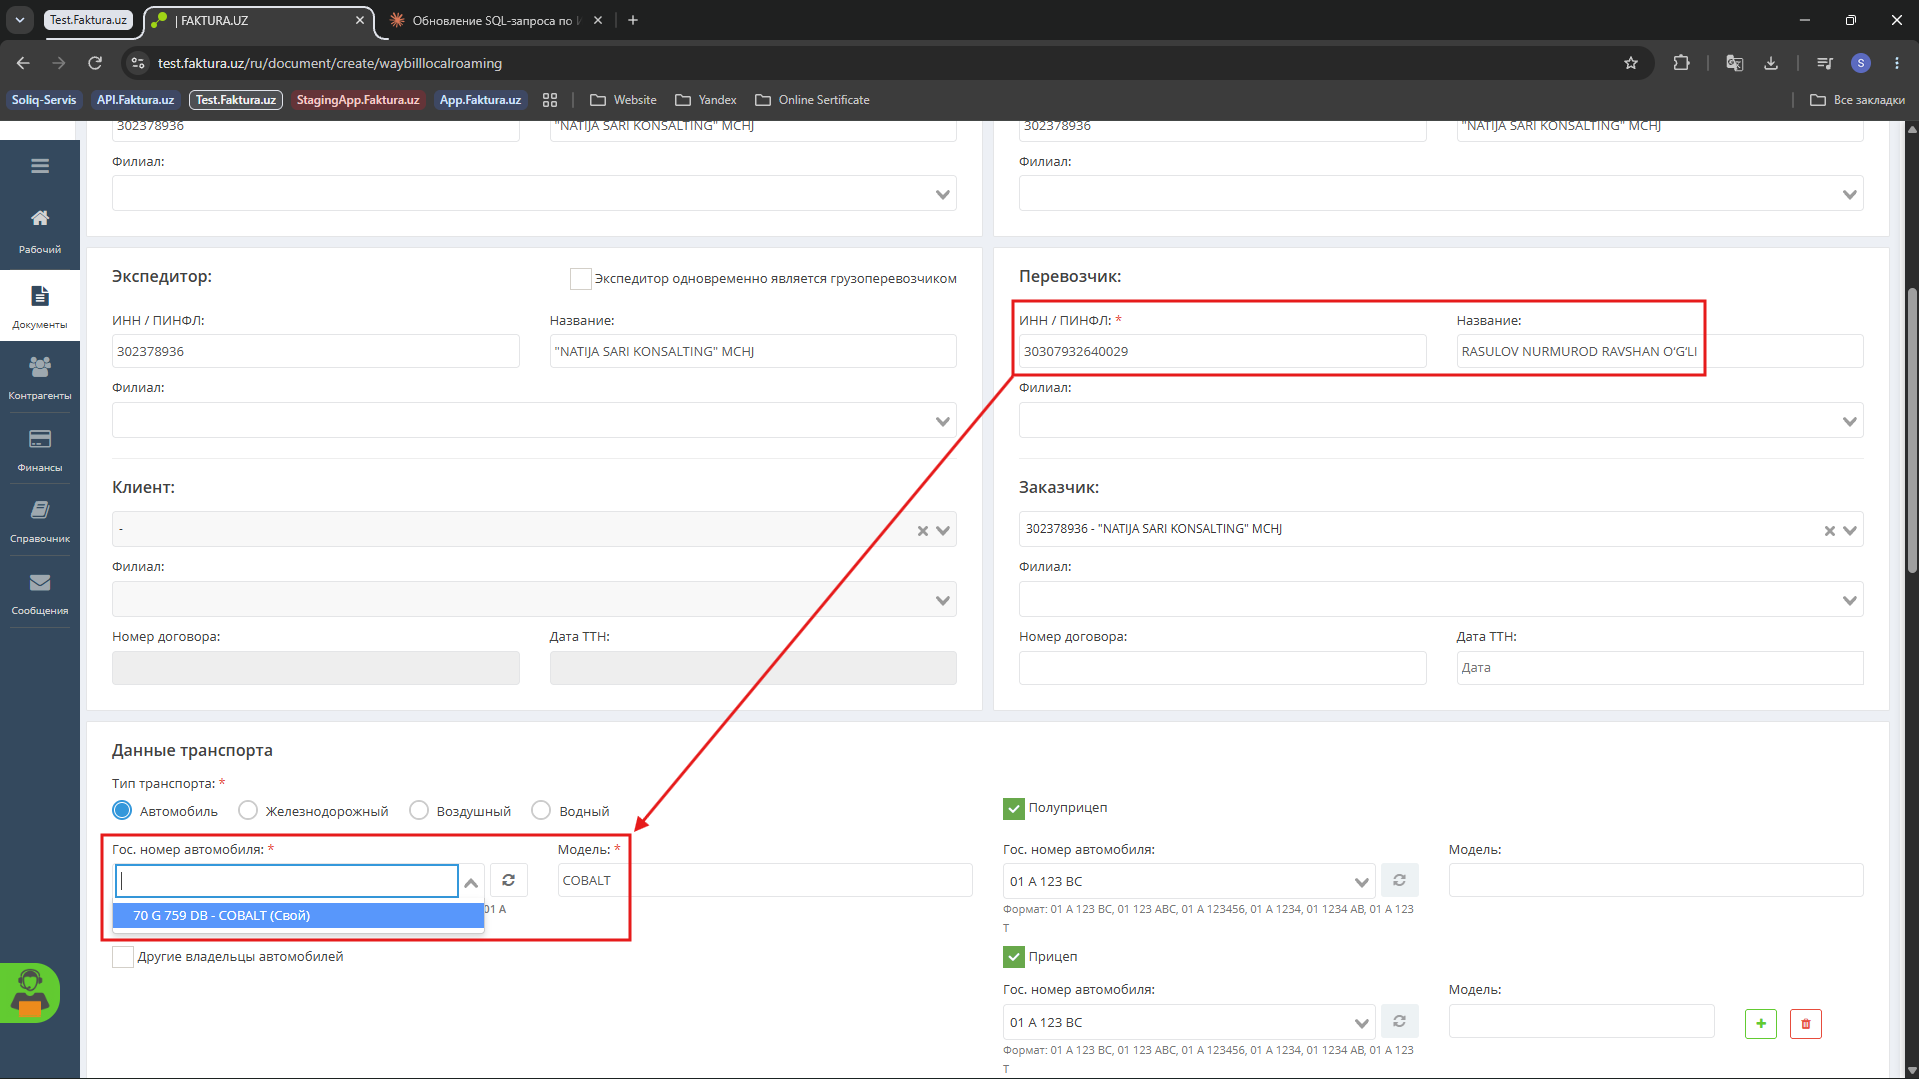 Test.Faktura.uz
| FAKTURA.UZ
Обновление SQL-запроса по
test.faktura.uz/ru/document/create/waybilllocalroaming
S
Soliq-Servis
API.Faktura.uz
Test.Faktura.uz
StagingApp.Faktura.uz
App.Faktura.uz
Website
Yandex
Online Sertificate
Все закладки
Рабочий
Документы
Контрагенты
Финансы
Справочник
Сообщения
302378936
"NATIJA SARI KONSALTING" MCHJ
302378936
"NATIJA SARI KONSALTING" MCHJ
Филиал:
Филиал:
Экспедитор:
Экспедитор одновременно является грузоперевозчиком
ИНН / ПИНФЛ:
Название:
302378936
"NATIJA SARI KONSALTING" MCHJ
Филиал:
Перевозчик:
ИНН / ПИНФЛ: *
Название:
30307932640029
RASULOV NURMUROD RAVSHAN O‘G‘LI
Филиал:
Клиент:
-
Филиал:
Номер договора:
Дата ТТН:
Заказчик:
302378936 - "NATIJA SARI KONSALTING" MCHJ
Филиал:
Номер договора:
Дата ТТН:
Дата
Данные транспорта
Тип транспорта: *
Автомобиль
Железнодорожный
Воздушный
Водный
Гос. номер автомобиля: *
Модель: *
COBALT
01 A
70 G 759 DB - COBALT (Свой)
Другие владельцы автомобилей
Полуприцеп
Гос. номер автомобиля:
Модель:
01 A 123 BC
Формат: 01 A 123 BC, 01 123 ABC, 01 A 123456, 01 A 1234, 01 1234 AB, 01 A 123
T
Прицеп
Гос. номер автомобиля:
Модель:
01 A 123 BC
Формат: 01 A 123 BC, 01 123 ABC, 01 A 123456, 01 A 1234, 01 1234 AB, 01 A 123
T